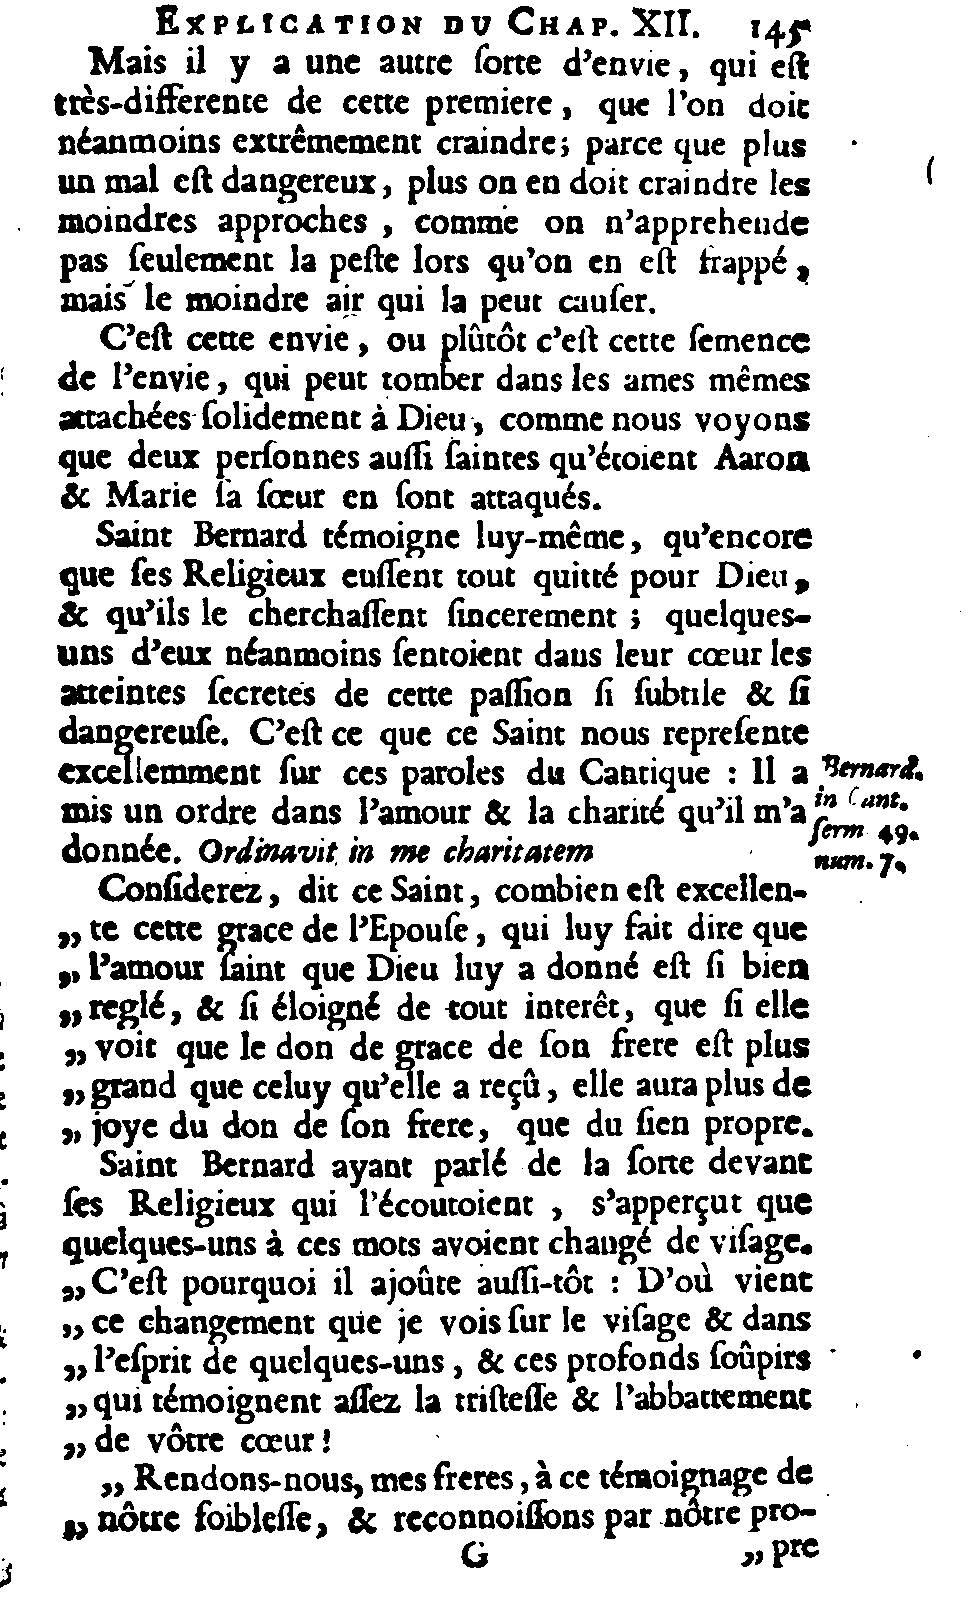 EXPLICATION DU CHAP. XII. 145
Mais il y a une autre ſorte d'envie, qui eſt
très-differente de cette premiere, que l'on doit
néanmoins extrêmement craindre; parce que plus
un mal eſt dangereux, plus on en doit craindre les
moindres approches, comme on n'apprehende
pas ſeulement la peſte lors qu'on en eſt frappé,
mais le moindre air qui la peut cauſer.
C'eſt cette envie, ou plûtôt c'eſt cette ſemence
de l'envie, qui peut tomber dans les ames mêmes
attachées ſolidement à Dieu, comme nous voyons
que deux perſonnes auſſi ſaintes qu'étoient Aaron
& Marie ſa ſœur en ſont attaqués.
Saint Bernard témoigne luy-même, qu'encore
que ſes Religieux euſſent tout quitté pour Dieu,
& qu'ils le cherchaſſent ſincerement; quelques-
uns d'eux néanmoins ſentoient dans leur cœur les
atteintes ſecretes de cette paſſion ſi ſubtile & ſi
dangereuſe. C'eſt ce que ce Saint nous repreſente
excellemment ſur ces paroles du Cantique : Il a
mis un ordre dans l'amour & la charité qu'il m'a
donnée. Ordinavit in me charitatem
Bernard.
in Cant.
ſerm 49.
num. 7.
Conſiderez, dit ce Saint, combien eſt excellen-
„ te cette grace de l'Epouſe, qui luy fait dire que
„ l'amour ſaint que Dieu luy a donné eſt ſi bien
„ reglé, & ſi éloigné de tout interêt, que ſi elle
„ voit que le don de grace de ſon frere eſt plus
„ grand que celuy qu'elle a reçû, elle aura plus de
„ joye du don de ſon frere, que du ſien propre.
Saint Bernard ayant parlé de la ſorte devant
ſes Religieux qui l'écoutoient, s'apperçut que
quelques-uns à ces mots avoient changé de viſage.
„ C'eſt pourquoi il ajoûte auſſi-tôt : D'où vient
„ ce changement que je vois ſur le viſage & dans
„ l'eſprit de quelques-uns, & ces profonds ſoûpirs
„ qui témoignent aſſez la triſteſſe & l'abbattement
„ de vôtre cœur!
„ Rendons-nous, mes freres, à ce témoignage de
„ nôtre foibleſſe, & reconnoiſſons par nôtre pro-
G „ pre